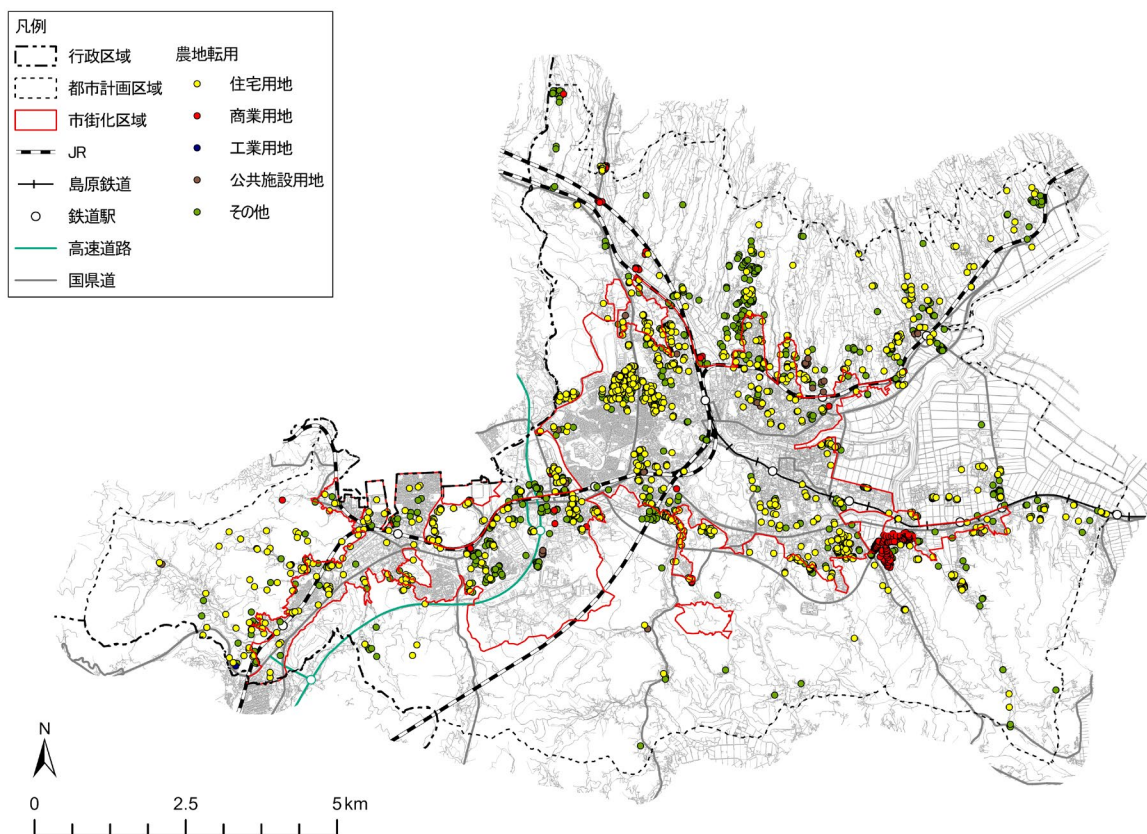 凡例
行政区域
都市計画区域
市街化区域
JR
島原鉄道
鉄道駅
高速道路
国県道
農地転用
住宅用地
商業用地
工業用地
公共施設用地
その他
N
0 2.5 5km